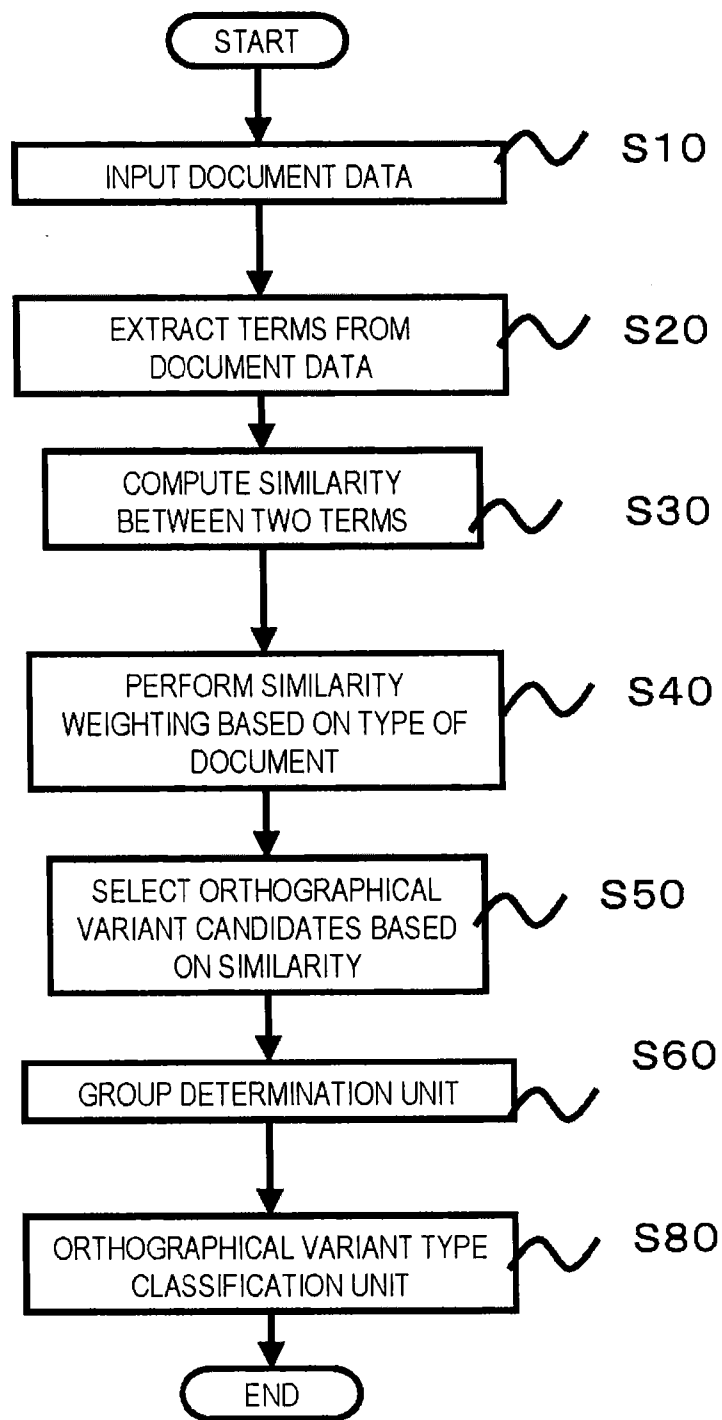 START
INPUT DOCUMENT DATA
S10
EXTRACT TERMS FROM
DOCUMENT DATA
S20
COMPUTE SIMILARITY
BETWEEN TWO TERMS
S30
PERFORM SIMILARITY
WEIGHTING BASED ON TYPE OF
DOCUMENT
S40
SELECT ORTHOGRAPHICAL
VARIANT CANDIDATES BASED
ON SIMILARITY
S50
GROUP DETERMINATION UNIT
S60
ORTHOGRAPHICAL VARIANT TYPE
CLASSIFICATION UNIT
S80
END